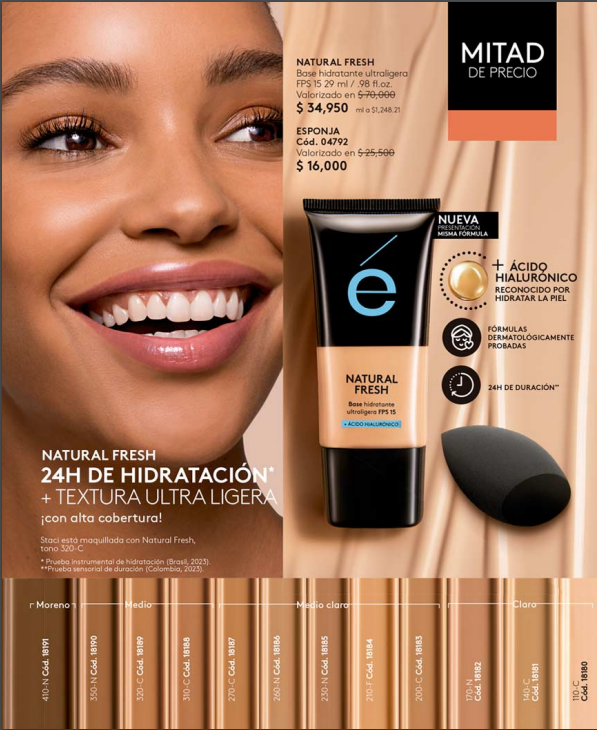 NATURAL FRESH
Base hidratante ultraligera
FPS 15 29 ml / .98 fl.oz.
Valorizado en $ 70,000
$ 34,950 ml a $1,248.21
ESPONJA
Cód. 04792
Valorizado en $ 25,500
$ 16,000
MITAD
DE PRECIO
NUEVA
PRESENTACIÓN
MISMA FÓRMULA
é
NATURAL
FRESH
Base hidratante
ultraligera FPS 15
+ ÁCIDO HIALURÓNICO
+ ÁCIDO
HIALURÓNICO
RECONOCIDO POR
HIDRATAR LA PIEL
FÓRMULAS
DERMATOLÓGICAMENTE
PROBADAS
24H DE DURACIÓN**
NATURAL FRESH
24H DE HIDRATACIÓN*
+ TEXTURA ULTRA LIGERA
¡con alta cobertura!
Staci está maquillada con Natural Fresh,
tono 320-C
* Prueba instrumental de hidratación (Brasil, 2023).
**Prueba sensorial de duración (Colombia, 2023).
Moreno
Medio
Medio claro
Claro
410-N Cód. 18191
350-N Cód. 18190
320-C Cód. 18189
310-C Cód. 18188
270-C Cód. 18187
260-N Cód. 18186
230-N Cód. 18185
210-F Cód. 18184
200-C Cód. 18183
170-N
Cód. 18182
140-C
Cód. 18181
110-C
Cód. 18180